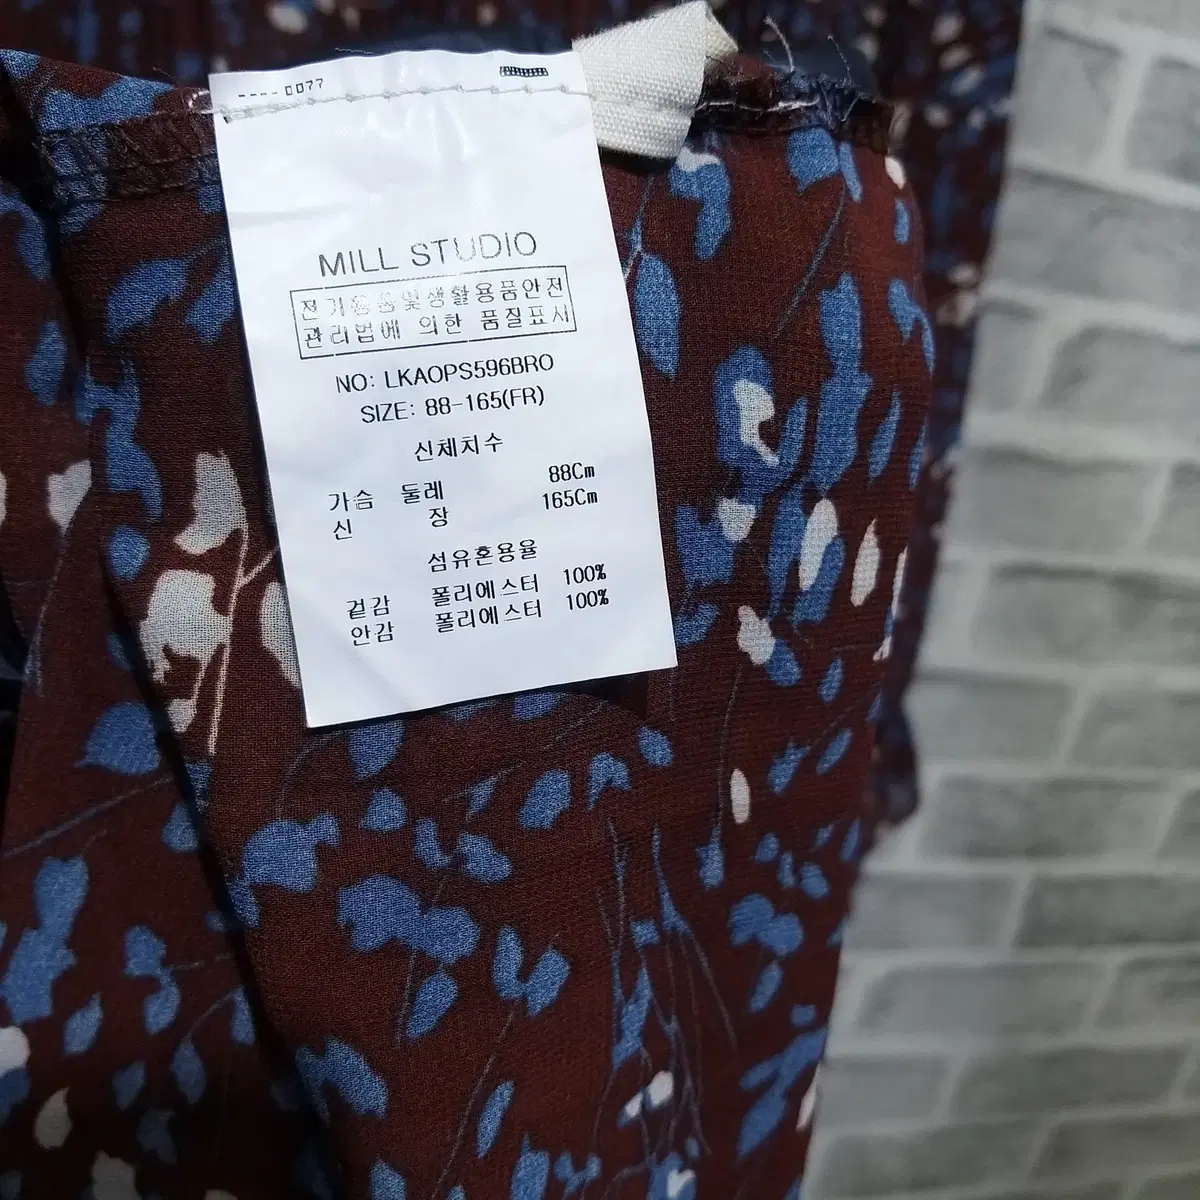 0077
MILL STUDIO
전기용품및생활용품안전
관리법에 의한 품질표시
NO: LKAOPS596BRO
SIZE: 88-165(FR)
신체치수
가슴 둘레 88Cm
신 장 165Cm
섬유혼용율
겉감 폴리에스터 100%
안감 폴리에스터 100%